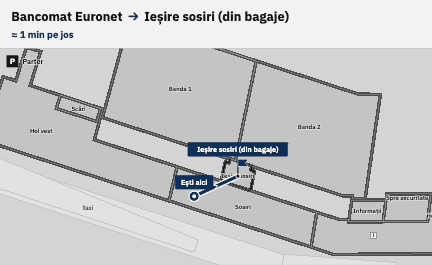 Bancomat Euronet → Ieșire sosiri (din bagaje)
≈ 1 min pe jos
P Parter
Banda 1
Scări
Banda 2
Hol vest
Ieșire sosiri (din bagaje)
Ești aici
Taxi
Sosiri
Informații
Spre securitate
i